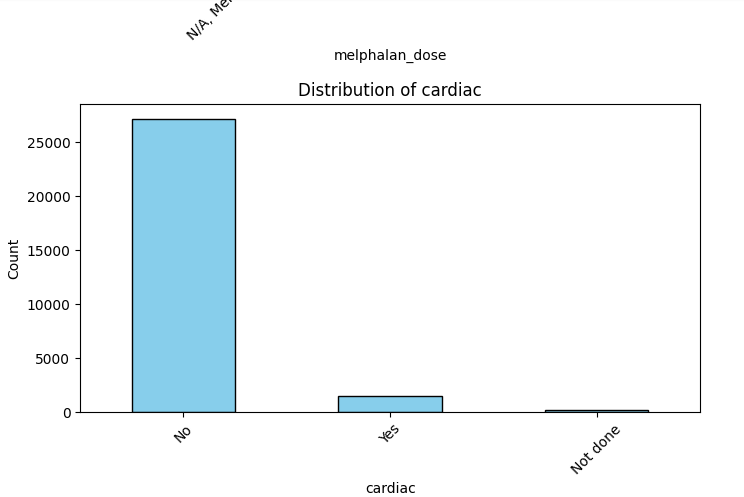 N/A,
melphalan_dose
Distribution of cardiac
25000
20000
15000
10000
5000
0
Count
No
Yes
Not done
cardiac